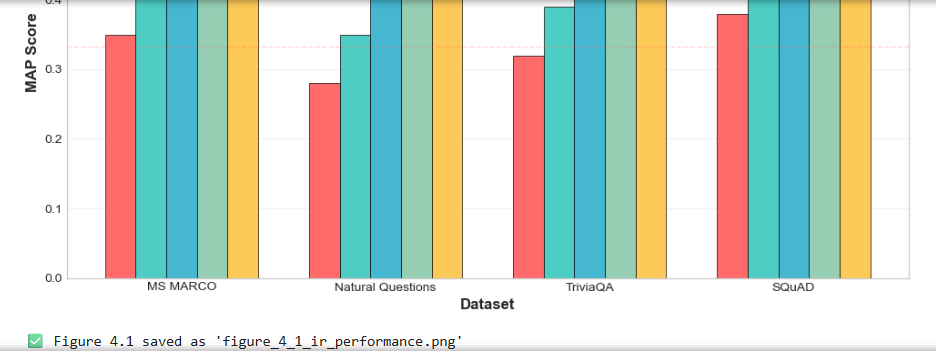 0.4
MAP Score
0.3
0.2
0.1
0.0
MS MARCO Natural Questions TriviaQA SQuAD
Dataset
✅ Figure 4.1 saved as 'figure_4_1_ir_performance.png'